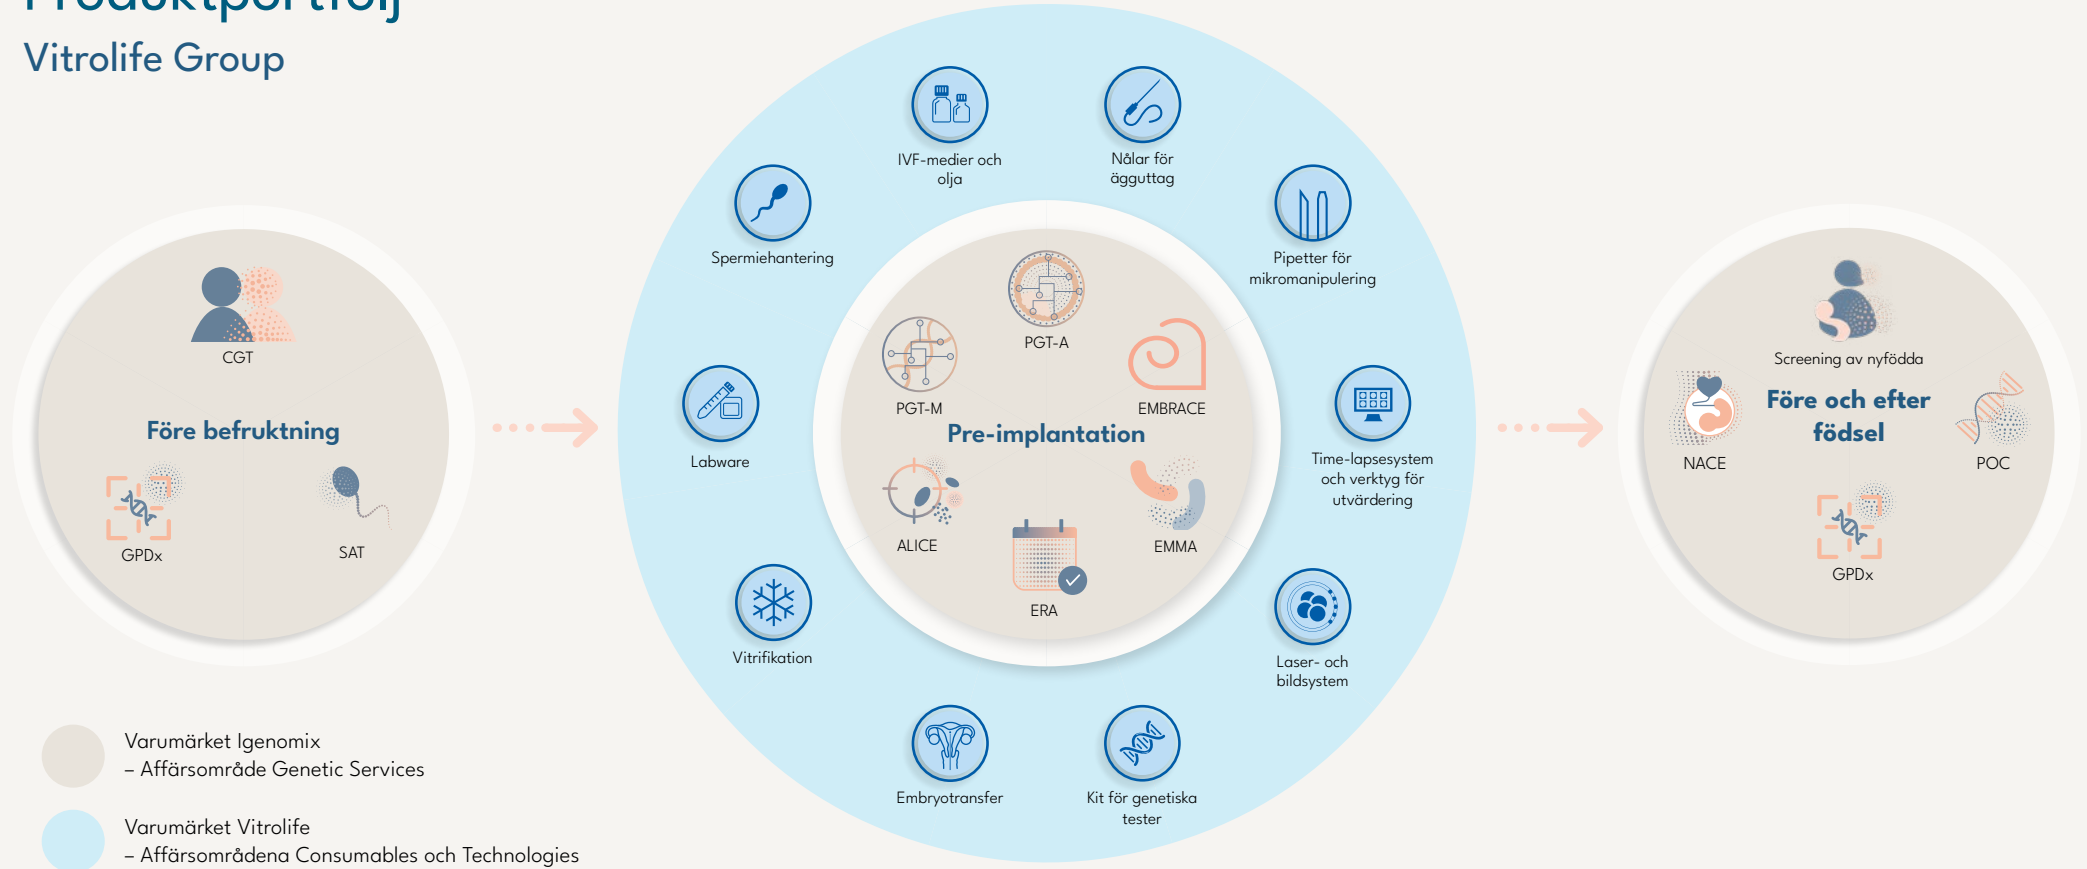 Produktportfölj
Vitrolife Group
CGT
Före befruktning
GPDx
SAT
IVF-medier och
olja
Nålar för
ägguttag
Spermiehantering
Pipetter för
mikromanipulering
Labware
Time-lapsesystem
och verktyg för
utvärdering
Vitrifikation
Laser- och
bildsystem
Embryotransfer
Kit för genetiska
tester
PGT-A
PGT-M
EMBRACE
Pre-implantation
ALICE
EMMA
ERA
Screening av nyfödda
Före och efter
födsel
NACE
POC
GPDx
Varumärket Igenomix
– Affärsområde Genetic Services
Varumärket Vitrolife
– Affärsområdena Consumables och Technologies